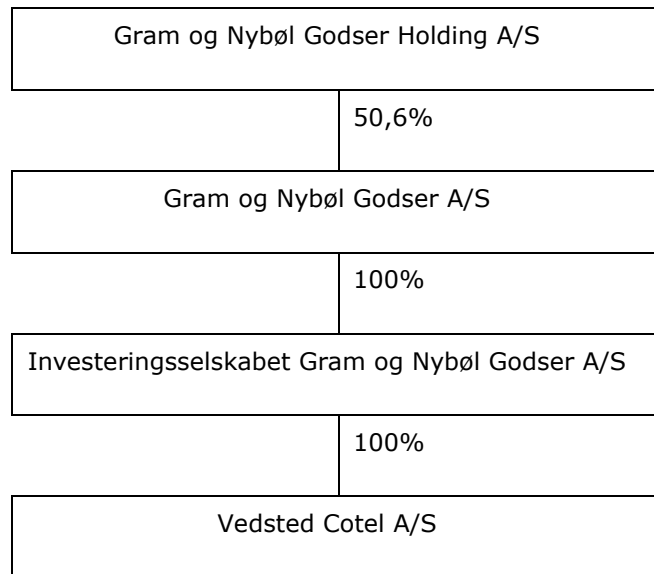 Gram og Nybøl Godser Holding A/S
50,6%
Gram og Nybøl Godser A/S
100%
Investeringsselskabet Gram og Nybøl Godser A/S
100%
Vedsted Cotel A/S